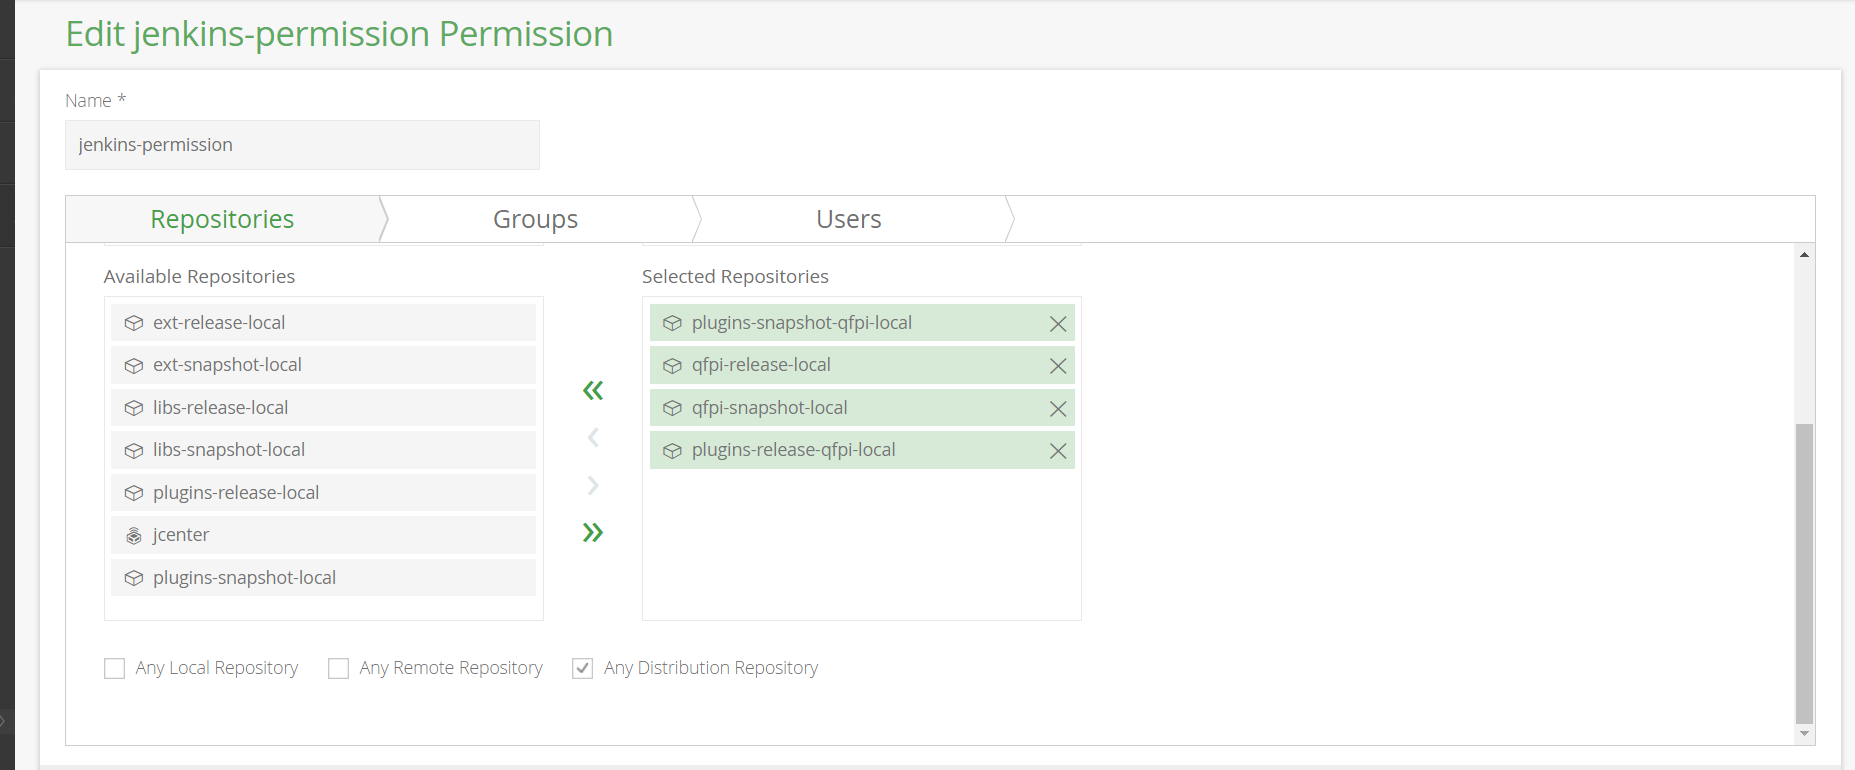 Edit jenkins-permission Permission
Name *
jenkins-permission
Repositories
Groups
Users
Available Repositories
ext-release-local
ext-snapshot-local
libs-release-local
libs-snapshot-local
plugins-release-local
jcenter
plugins-snapshot-local
Selected Repositories
plugins-snapshot-qfpi-local
qfpi-release-local
qfpi-snapshot-local
plugins-release-qfpi-local
Any Local Repository
Any Remote Repository
Any Distribution Repository